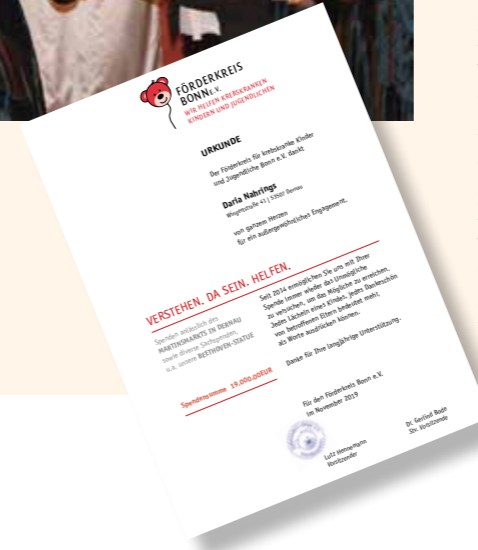 FÖRDERKREIS
BONN E.V.
WIR HELFEN KREBSKRANKEN
KINDERN UND JUGENDLICHEN
URKUNDE
Der Förderkreis für krebskranke Kinder
und Jugendliche Bonn e.V. dankt
Daria Nahrings
41 | 53507 Dernau
von ganzem Herzen
für ein außergewöhnliches Engagement.
VERSTEHEN. DA SEIN. HELFEN.
Spenden anlässlich des
MARTINSMARKTS IN DERNAU
sowie diverse Sachspenden,
u.a. unsere BEETHOVEN-STATUE
Spendensumme 19.000,00EUR
Seit 2014 ermöglichen Sie uns mit Ihrer
Spende immer wieder das Unmögliche
zu versuchen, um das Mögliche zu erreichen.
Jedes Lächeln eines Kindes, jedes Dankeschön
von betroffenen Eltern bedeutet mehr,
als Worte ausdrücken können.
Danke für Ihre langjährige Unterstützung.
Für den Förderkreis Bonn e.V.
im November 2019
Lutz Hennemann
Vorsitzender
Dr. Gerlind Bode
Stv. Vorsitzende